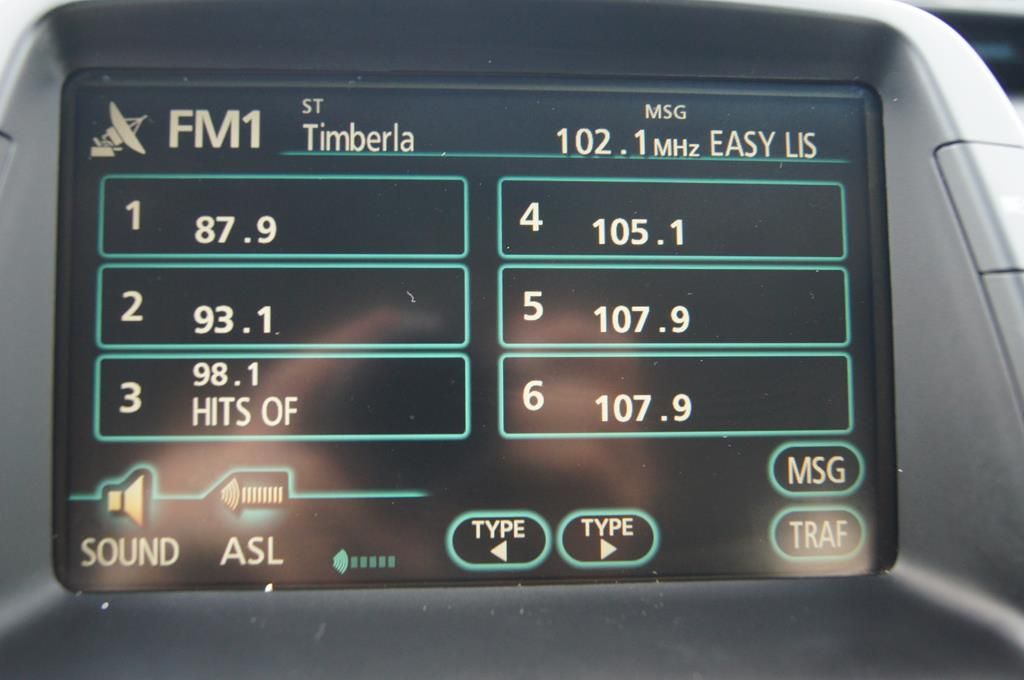 FM1 ST MSG
Timberla 102.1 MHz EASY LIS
1 87.9
2 93.1
3 98.1
HITS OF
4 105.1
5 107.9
6 107.9
MSG
SOUND ASL TYPE TYPE TRAF